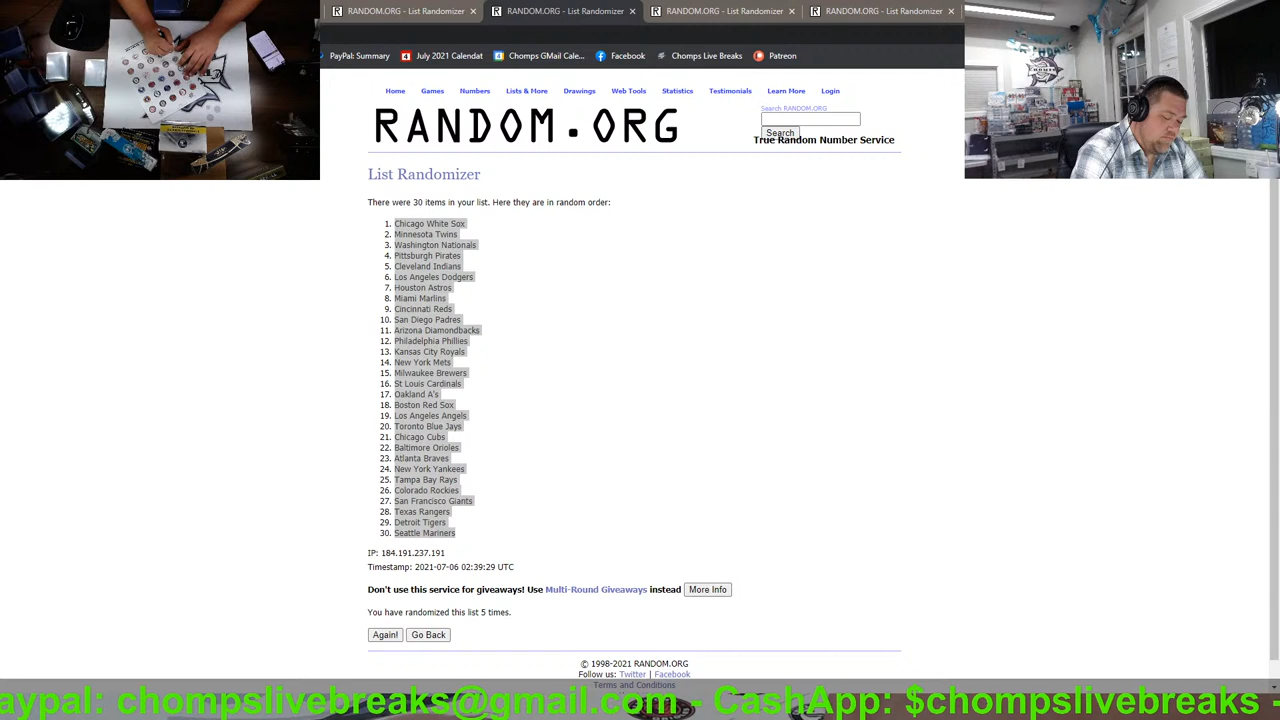 RANDOM.ORG - List Randomizer × RANDOM.ORG - List Randomizer × RANDOM.ORG - List Randomizer × RANDOM.ORG - List Randomizer ×
PayPal: Summary July 2021 Calendat Chomps GMail Cale... Facebook Chomps Live Breaks Patreon
Home Games Numbers Lists & More Drawings Web Tools Statistics Testimonials Learn More Login
Search RANDOM.ORG
RANDOM.ORG
Search
True Random Number Service
List Randomizer
There were 30 items in your list. Here they are in random order:
1. Chicago White Sox
2. Minnesota Twins
3. Washington Nationals
4. Pittsburgh Pirates
5. Cleveland Indians
6. Los Angeles Dodgers
7. Houston Astros
8. Miami Marlins
9. Cincinnati Reds
10. San Diego Padres
11. Arizona Diamondbacks
12. Philadelphia Phillies
13. Kansas City Royals
14. New York Mets
15. Milwaukee Brewers
16. St Louis Cardinals
17. Oakland A's
18. Boston Red Sox
19. Los Angeles Angels
20. Toronto Blue Jays
21. Chicago Cubs
22. Baltimore Orioles
23. Atlanta Braves
24. New York Yankees
25. Tampa Bay Rays
26. Colorado Rockies
27. San Francisco Giants
28. Texas Rangers
29. Detroit Tigers
30. Seattle Mariners
IP: 184.191.237.191
Timestamp: 2021-07-06 02:39:29 UTC
Don't use this service for giveaways! Use Multi-Round Giveaways instead More Info
You have randomized this list 5 times.
Again! Go Back
© 1998-2021 RANDOM.ORG
Follow us: Twitter | Facebook
Terms and Conditions
aypal: chompslivebreaks@gmail.com - CashApp: $chompslivebreaks -